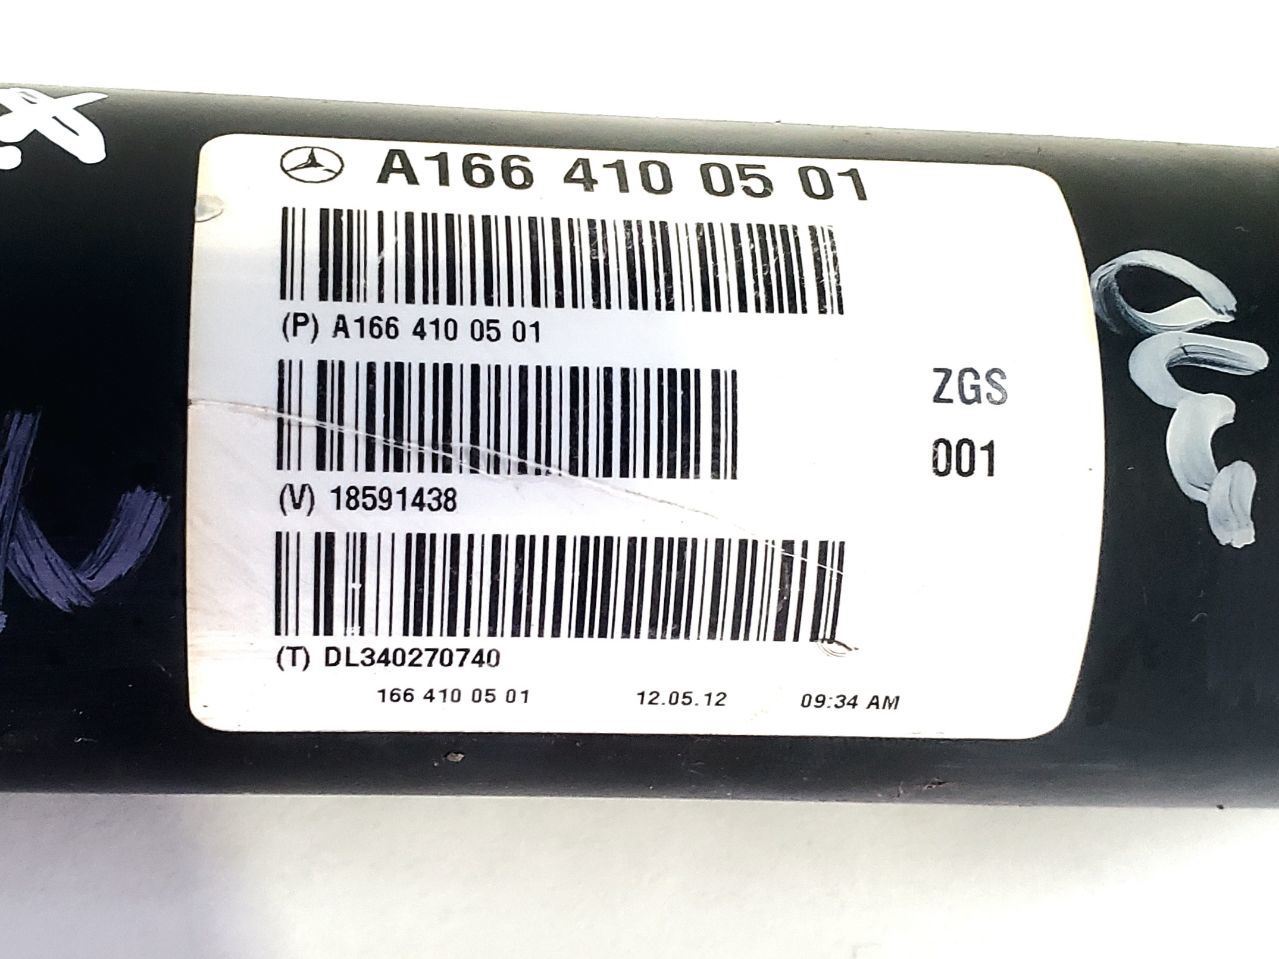 A166 410 05 01
(P) A166 410 05 01
ZGS
001
(V) 18591438
(T) DL340270740
166 410 05 01 12.05.12 09:34 AM